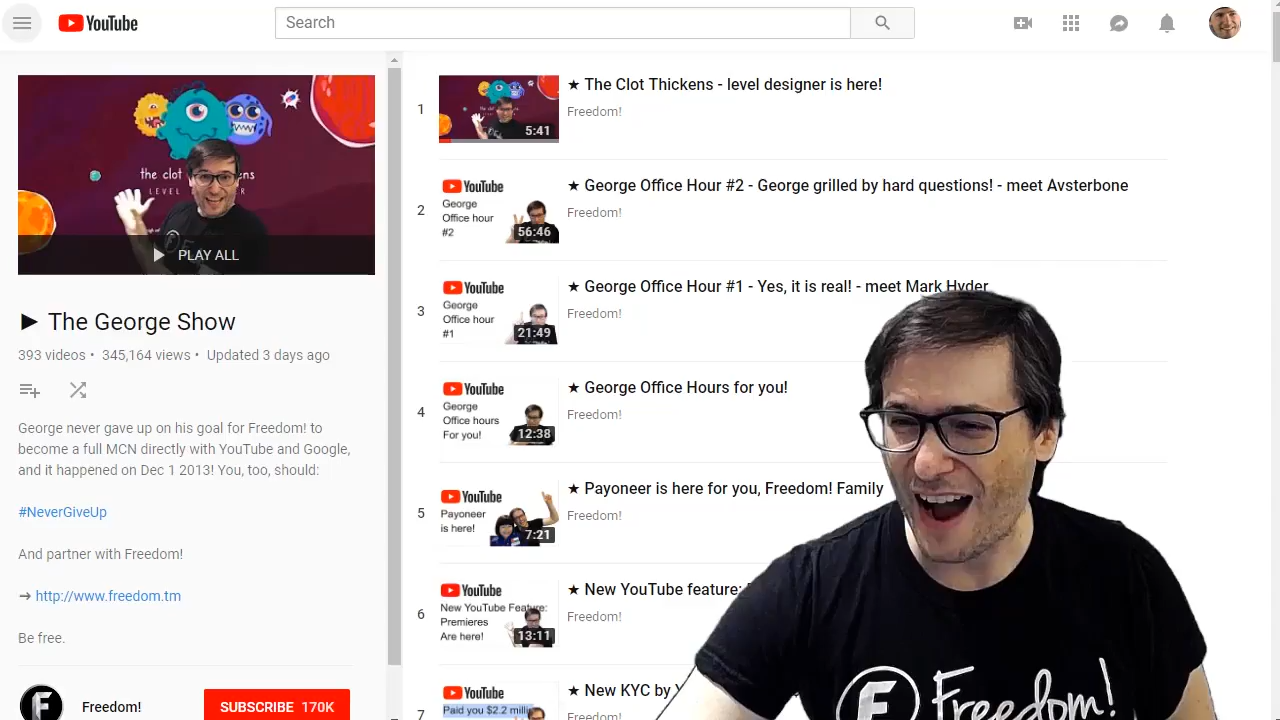 YouTube
Search
the clot thickens
LEVEL
PLAY ALL
► The George Show
393 videos • 345,164 views • Updated 3 days ago
George never gave up on his goal for Freedom! to
become a full MCN directly with YouTube and Google,
and it happened on Dec 1 2013! You, too, should:
#NeverGiveUp
And partner with Freedom!
→ http://www.freedom.tm
Be free.
F Freedom!
SUBSCRIBE 170K
1
5:41
★ The Clot Thickens - level designer is here!
Freedom!
2
YouTube
George
Office hour
#2
56:46
★ George Office Hour #2 - George grilled by hard questions! - meet Avsterbone
Freedom!
3
YouTube
George
Office hour
#1
21:49
★ George Office Hour #1 - Yes, it is real! - meet Mark Hyder
Freedom!
4
YouTube
George
Office hours
For you!
12:38
★ George Office Hours for you!
Freedom!
5
YouTube
Payoneer
is here!
7:21
★ Payoneer is here for you, Freedom! Family
Freedom!
6
YouTube
New YouTube Feature:
Premieres
Are here!
13:11
★ New YouTube feature:
Freedom!
7
YouTube
Paid you $2.2
★ New KYC by
Freedom!
F Freedom!